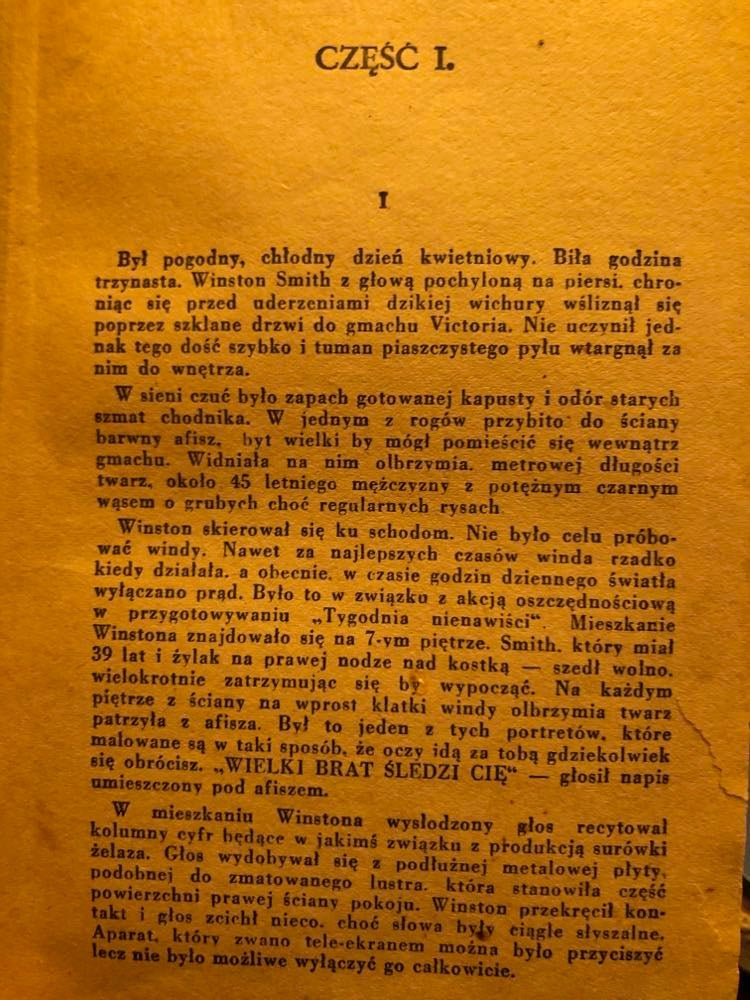 CZĘŚĆ I.
I
Był pogodny, chłodny dzień kwietniowy. Biła godzina
trzynasta. Winston Smith z głową pochyloną na piersi. chro-
niąc się przed uderzeniami dzikiej wichury wśliznął się
poprzez szklane drzwi do gmachu Victoria. Nie uczynił jed-
nak tego dość szybko i tuman piaszczystego pyłu wtargnął za
nim do wnętrza.
W sieni czuć było zapach gotowanej kapusty i odór starych
szmat chodnika. W jednym z rogów przybito do ściany
barwny afisz, byt wielki by mógł pomieścić się wewnątrz
gmachu. Widniała na nim olbrzymia. metrowej długości
twarz, około 45 letniego mężczyzny z potężnym czarnym
wąsem o grubych choć regularnych rysach
Winston skierował się ku schodom. Nie było celu próbo-
wać windy. Nawet za najlepszych czasów winda rzadko
kiedy działała. a obecnie. w czasie godzin dziennego światła
wyłączano prąd. Było to w związku z akcją oszczędnościową
w przygotowywaniu „Tygodnia nienawiści“. Mieszkanie
Winstona znajdowało się na 7-ym piętrze. Smith. który miał
39 lat i żylak na prawej nodze nad kostką — szedł wolno.
wielokrotnie zatrzymując się by wypocząć. Na każdym
piętrze z ściany na wprost klatki windy olbrzymia twarz
patrzyła z afisza. Był to jeden z tych portretów, które
malowane są w taki sposób, że oczy idą za tobą gdziekolwiek
się obrócisz. „WIELKI BRAT ŚLEDZI CIĘ“ — głosił napis
umieszczony pod afiszem.
W mieszkaniu Winstona wysłodzony głos recytował
kolumny cyfr będące w jakimś związku z produkcją surówki
żelaza. Głos wydobywał się z podłużnej metalowej płyty,
podobnej do zmatowanego lustra. która stanowiła część
powierzchni prawej ściany pokoju. Winston przekręcił kon-
takt i głos zcichł nieco. choć słowa były ciągle słyszalne.
Aparat, który zwano tele-ekranem można było przyciszyć
lecz nie było możliwe wyłączyć go całkowicie.